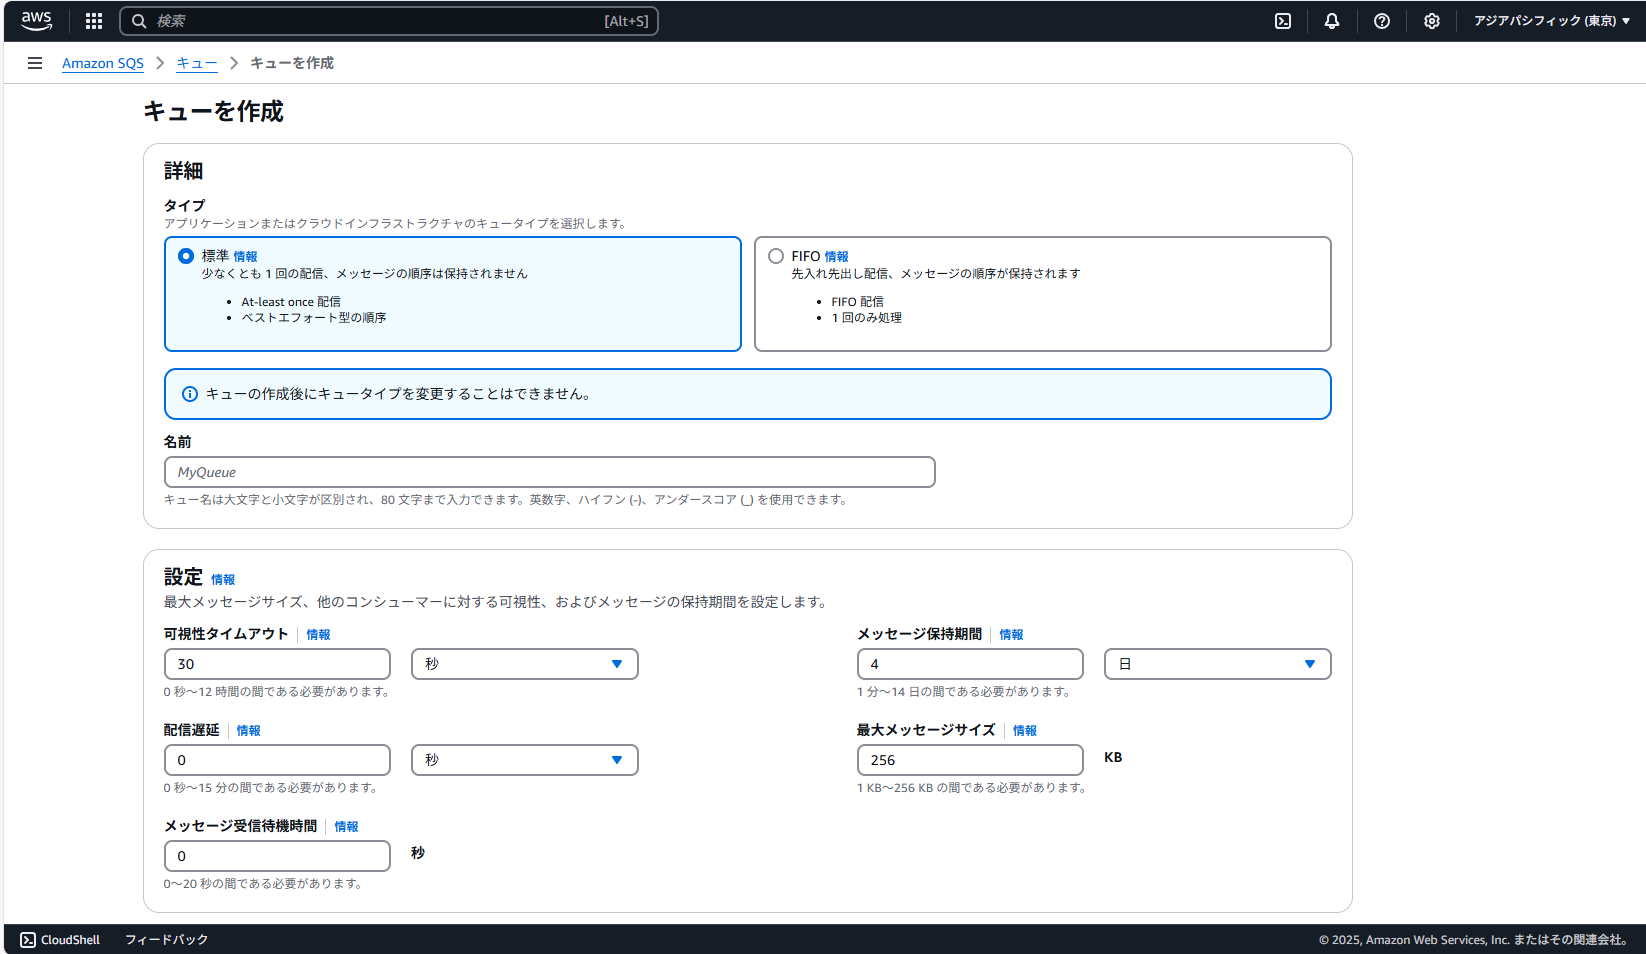 aws
検索
[Alt+S]
アジアパシフィック (東京)
Amazon SQS
キュー
キューを作成
キューを作成
詳細
タイプ
アプリケーションまたはクラウドインフラストラクチャのキュータイプを選択します。
標準 情報
少なくとも 1 回の配信、メッセージの順序は保持されません
At-least once 配信
ベストエフォート型の順序
FIFO 情報
先入れ先出し配信、メッセージの順序が保持されます
FIFO 配信
1 回のみ処理
キューの作成後にキュータイプを変更することはできません。
名前
MyQueue
キュー名は大文字と小文字が区別され、80 文字まで入力できます。英数字、ハイフン (-)、アンダースコア (_) を使用できます。
設定 情報
最大メッセージサイズ、他のコンシューマーに対する可視性、およびメッセージの保持期間を設定します。
可視性タイムアウト 情報
30 秒
0 秒～12 時間の間である必要があります。
メッセージ保持期間 情報
4 日
1 分～14 日の間である必要があります。
配信遅延 情報
0 秒
0 秒～15 分の間である必要があります。
最大メッセージサイズ 情報
256 KB
1 KB～256 KB の間である必要があります。
メッセージ受信待機時間 情報
0 秒
0～20 秒の間である必要があります。
CloudShell
フィードバック
© 2025, Amazon Web Services, Inc. またはその関連会社。